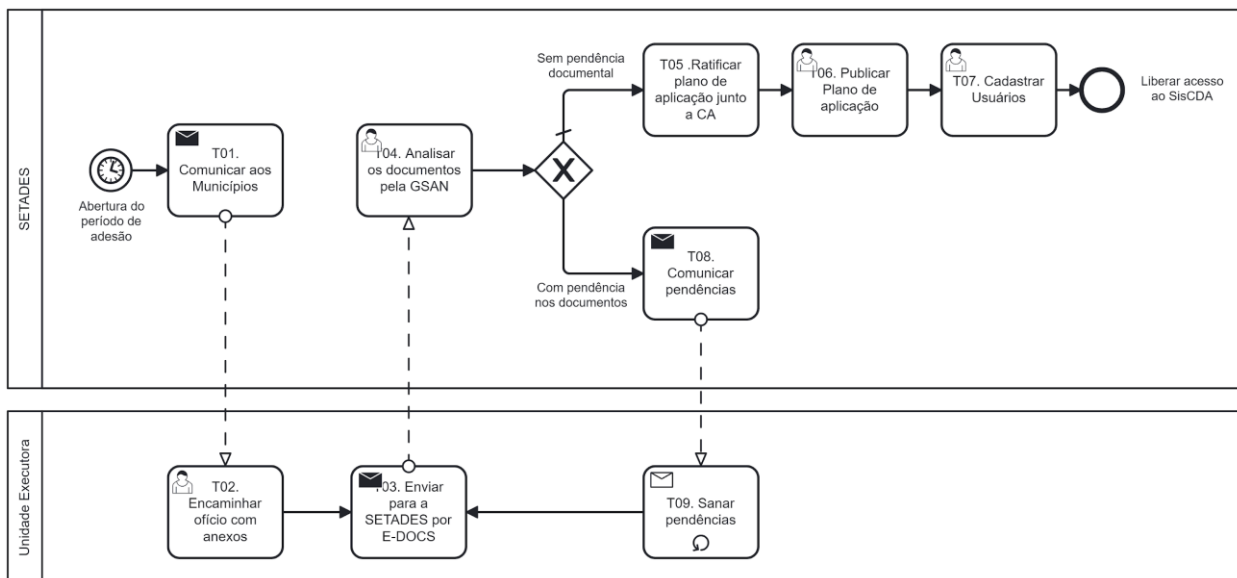 SETADES
Abertura do
período de
adesão
T01.
Comunicar aos
Municípios
T04. Analisar
os documentos
pela GSAN
Sem pendência
documental
X
T05 .Ratificar
plano de
aplicação junto
a CA
T06. Publicar
Plano de
aplicação
T07. Cadastrar
Usuários
Liberar acesso
ao SisCDA
Com pendência
nos documentos
T08.
Comunicar
pendências
Unidade Executora
T02.
Encaminhar
ofício com
anexos
T03. Enviar
para a
SETADES por
E-DOCS
T09. Sanar
pendências